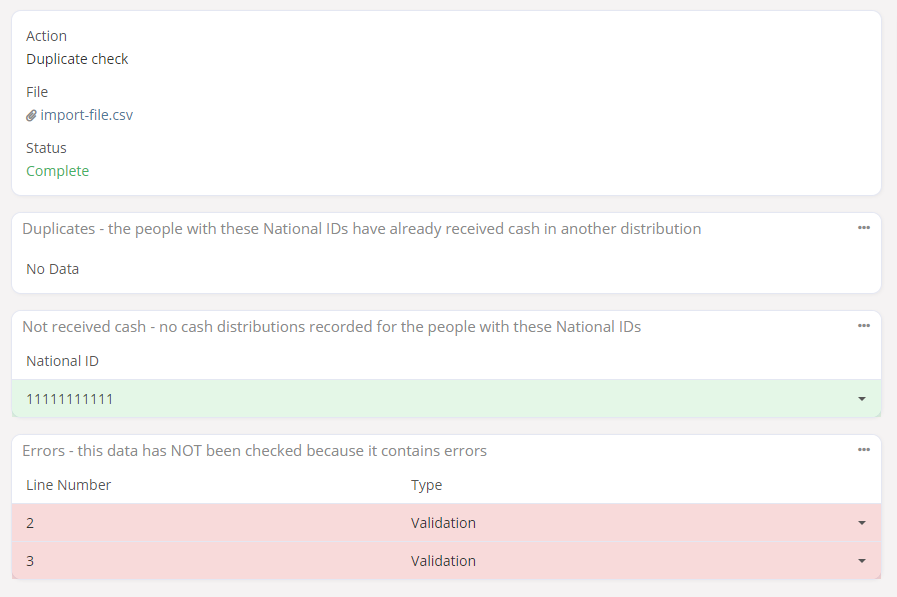 Action
Duplicate check
File
import-file.csv
Status
Complete
Duplicates - the people with these National IDs have already received cash in another distribution
No Data
Not received cash - no cash distributions recorded for the people with these National IDs
National ID
11111111111
Errors - this data has NOT been checked because it contains errors
Line Number Type
2 Validation
3 Validation